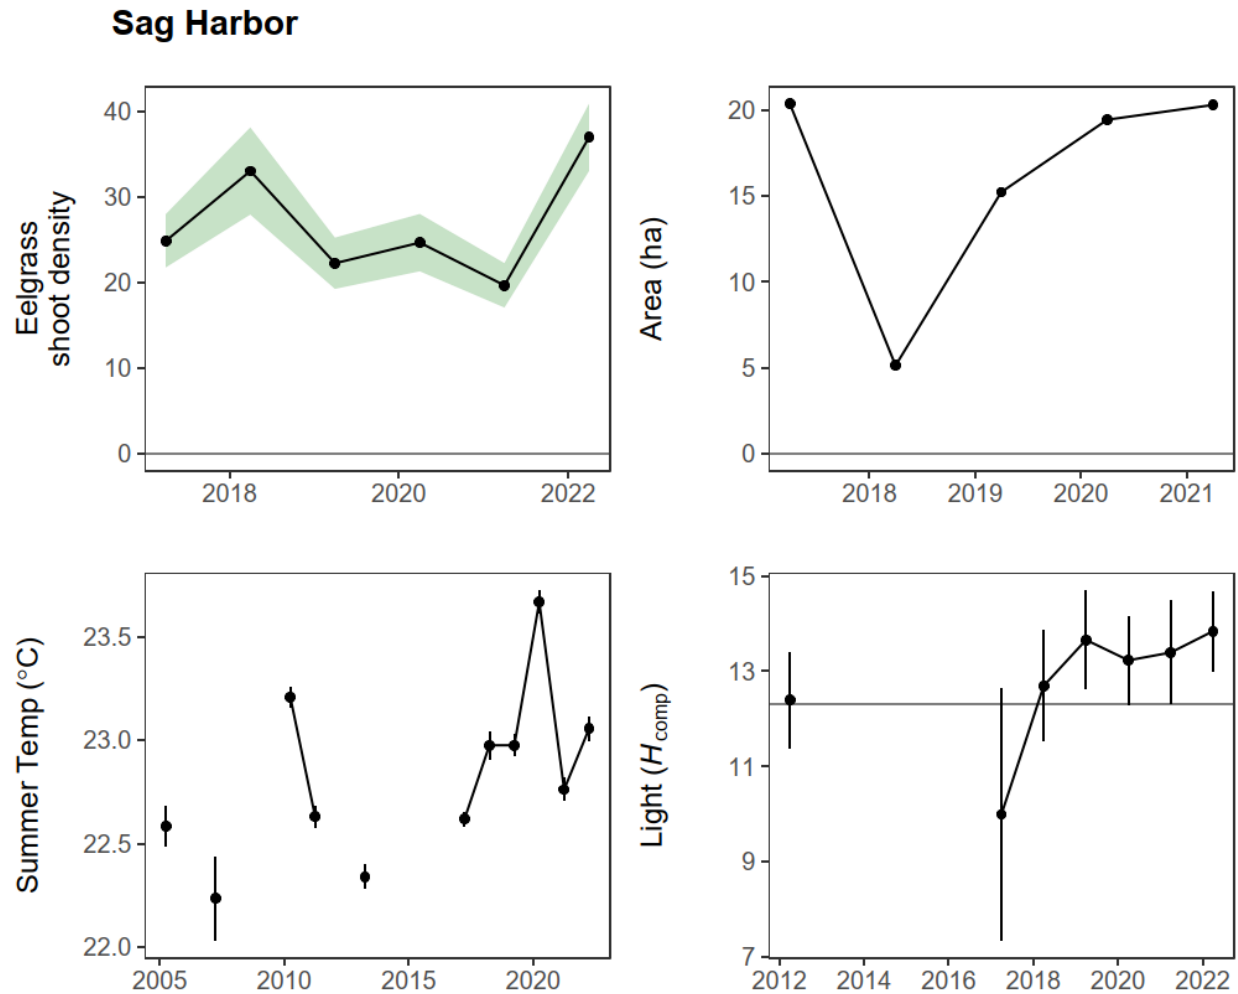 Sag Harbor
Eelgrass
shoot density
40
30
20
10
0
2018 2020 2022
Area (ha)
20
15
10
5
0
2018 2019 2020 2021
Summer Temp (°C)
23.5
23.0
22.5
22.0
2005 2010 2015 2020
Light (Hcomp)
15
13
11
9
7
2012 2014 2016 2018 2020 2022